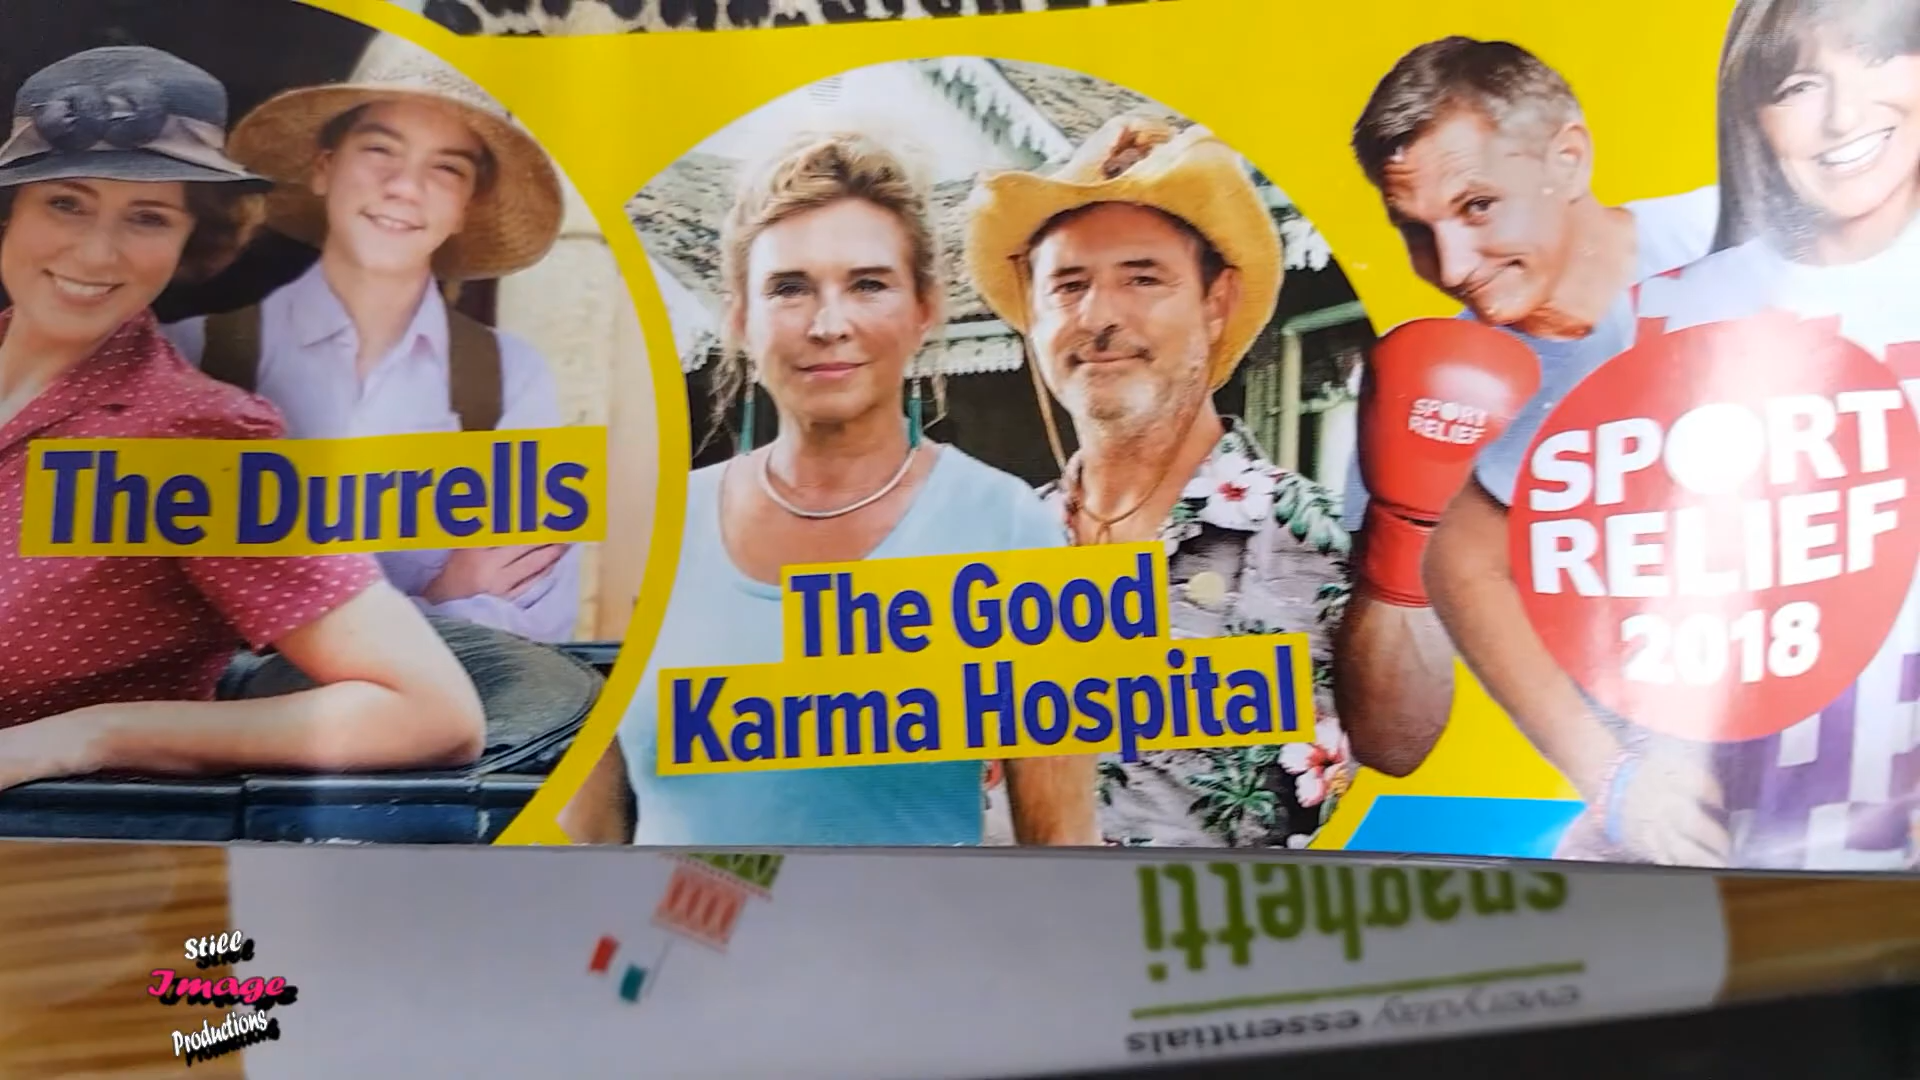 The Durrells
The Good
Karma Hospital
SPORT
RELIEF
SPORT
RELIEF
2018
spaghetti
everyday essentials
Still
Image
Productions